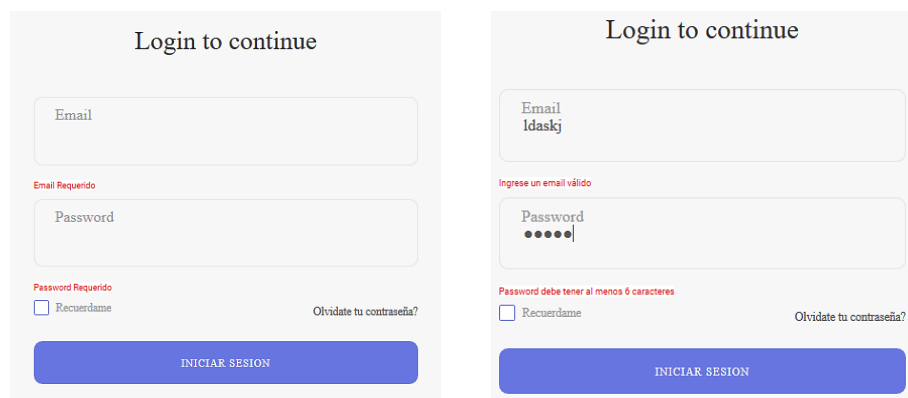 Login to continue
Email
Email Requerido
Password
Password Requerido
Recuerdame
Olvidate tu contraseña?
INICIAR SESION
Login to continue
Email
ldaskj
Ingrese un email válido
Password
●●●●●
Password debe tener al menos 6 caracteres
Recuerdame
Olvidate tu contraseña?
INICIAR SESION